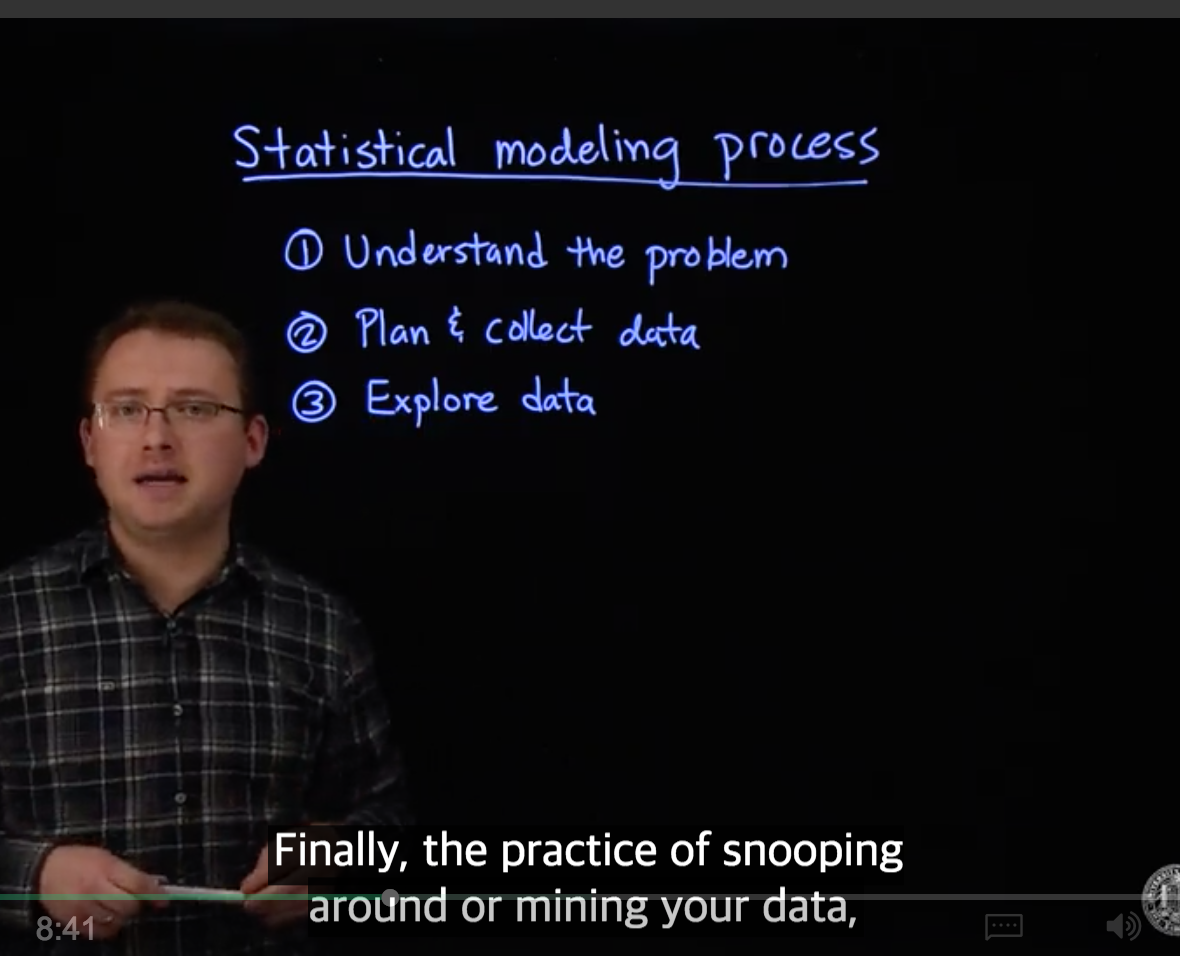 Statistical modeling process
① Understand the problem
② Plan & collect data
③ Explore data
Finally, the practice of snooping
around or mining your data,
8:41